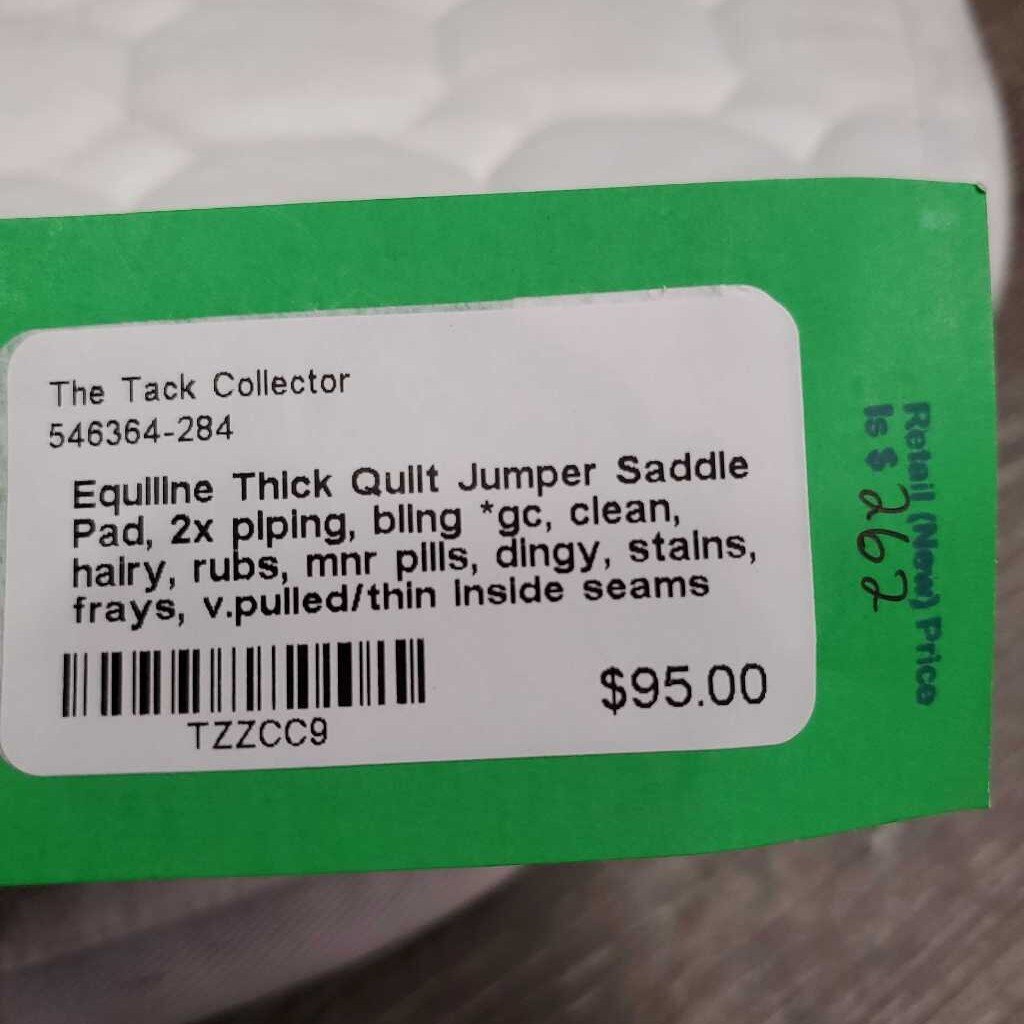 The Tack Collector
546364-284
Equiline Thick Quilt Jumper Saddle
Pad, 2x piping, bling *gc, clean,
hairy, rubs, mnr pills, dingy, stains,
frays, v.pulled/thin inside seams
TZZCC9
$95.00
Retail (New) Price
Is $ 262